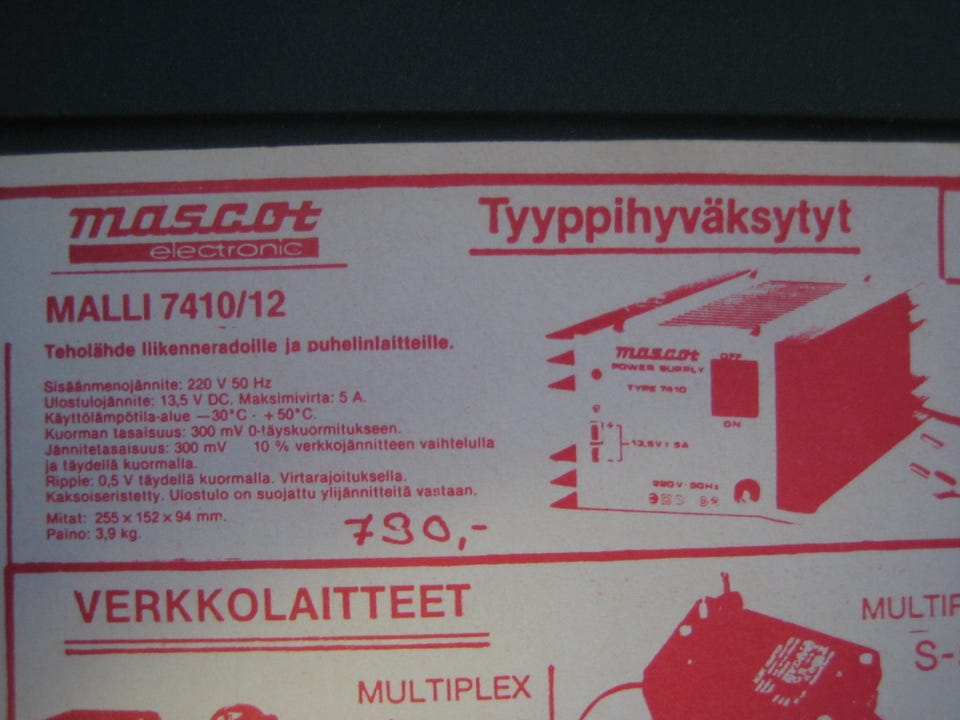 mascot
electronic
Tyyppihyväksytyt
MALLI 7410/12
Teholähde liikenneradoille ja puhelinlaitteille.
Sisäänmenojännite: 220 V 50 Hz
Ulostulojännite: 13,5 V DC. Maksimivirta: 5 A.
Käyttölämpötila-alue —30°C · +50°C.
Kuorman tasaisuus: 300 mV 0-täyskuormitukseen.
Jännitetasaisuus: 300 mV 10 % verkkojännitteen vaihtelulla
ja täydellä kuormalla.
Ripple: 0,5 V täydellä kuormalla. Virtarajoituksella.
Kaksoiseristetty. Ulostulo on suojattu ylijännitteitä vastaan.
Mitat: 255 x 152 x 94 mm.
Paino: 3,9 kg.
790,-
mascot
POWER SUPPLY
TYPE 7410
OFF
ON
+
13,5V= 5A
-
220V·50Hz
VERKKOLAITTEET
MULTIPLEX
MULTIP
S-